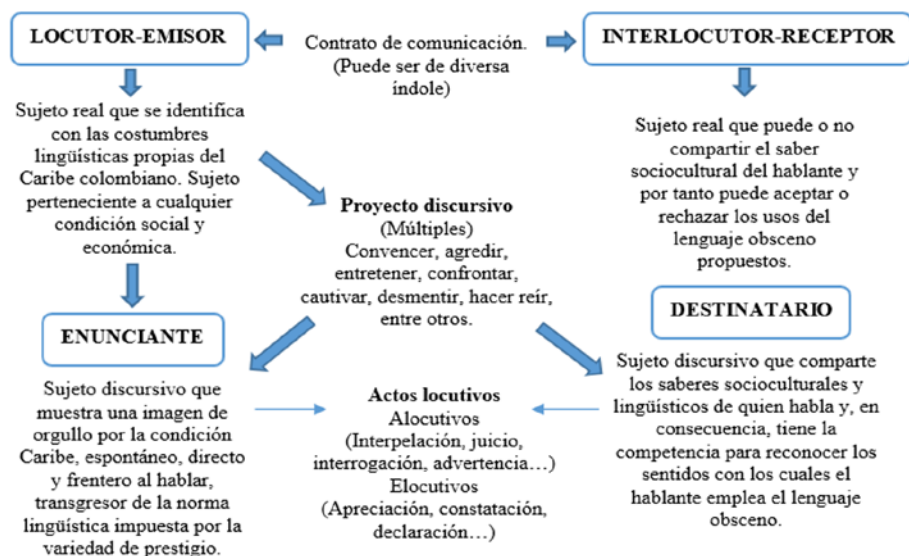 LOCUTOR-EMISOR
Contrato de comunicación.
(Puede ser de diversa
índole)
INTERLOCUTOR-RECEPTOR
Sujeto real que se identifica
con las costumbres
lingüísticas propias del
Caribe colombiano. Sujeto
perteneciente a cualquier
condición social y
económica.
Sujeto real que puede o no
compartir el saber
sociocultural del hablante y
por tanto puede aceptar o
rechazar los usos del
lenguaje obsceno
propuestos.
Proyecto discursivo
(Múltiples)
Convencer, agredir,
entretener, confrontar,
cautivar, desmentir, hacer reír,
entre otros.
ENUNCIANTE
DESTINATARIO
Sujeto discursivo que
muestra una imagen de
orgullo por la condición
Caribe, espontáneo, directo
y frentero al hablar,
transgresor de la norma
lingüística impuesta por la
variedad de prestigio.
Actos locutivos
Alocutivos
(Interpelación, juicio,
interrogación, advertencia…)
Elocutivos
(Apreciación, constatación,
declaración…)
Sujeto discursivo que comparte
los saberes socioculturales y
lingüísticos de quien habla y, en
consecuencia, tiene la
competencia para reconocer los
sentidos con los cuales el
hablante emplea el lenguaje
obsceno.